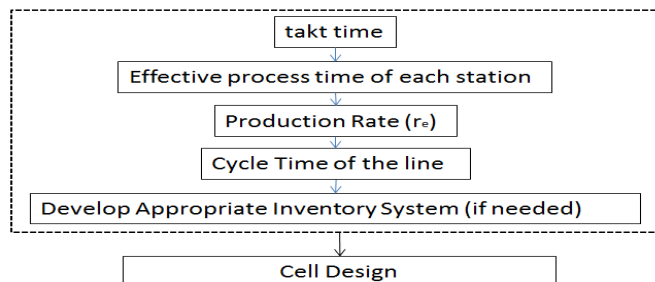 takt time
Effective process time of each station
Production Rate (rₑ)
Cycle Time of the line
Develop Appropriate Inventory System (if needed)
Cell Design